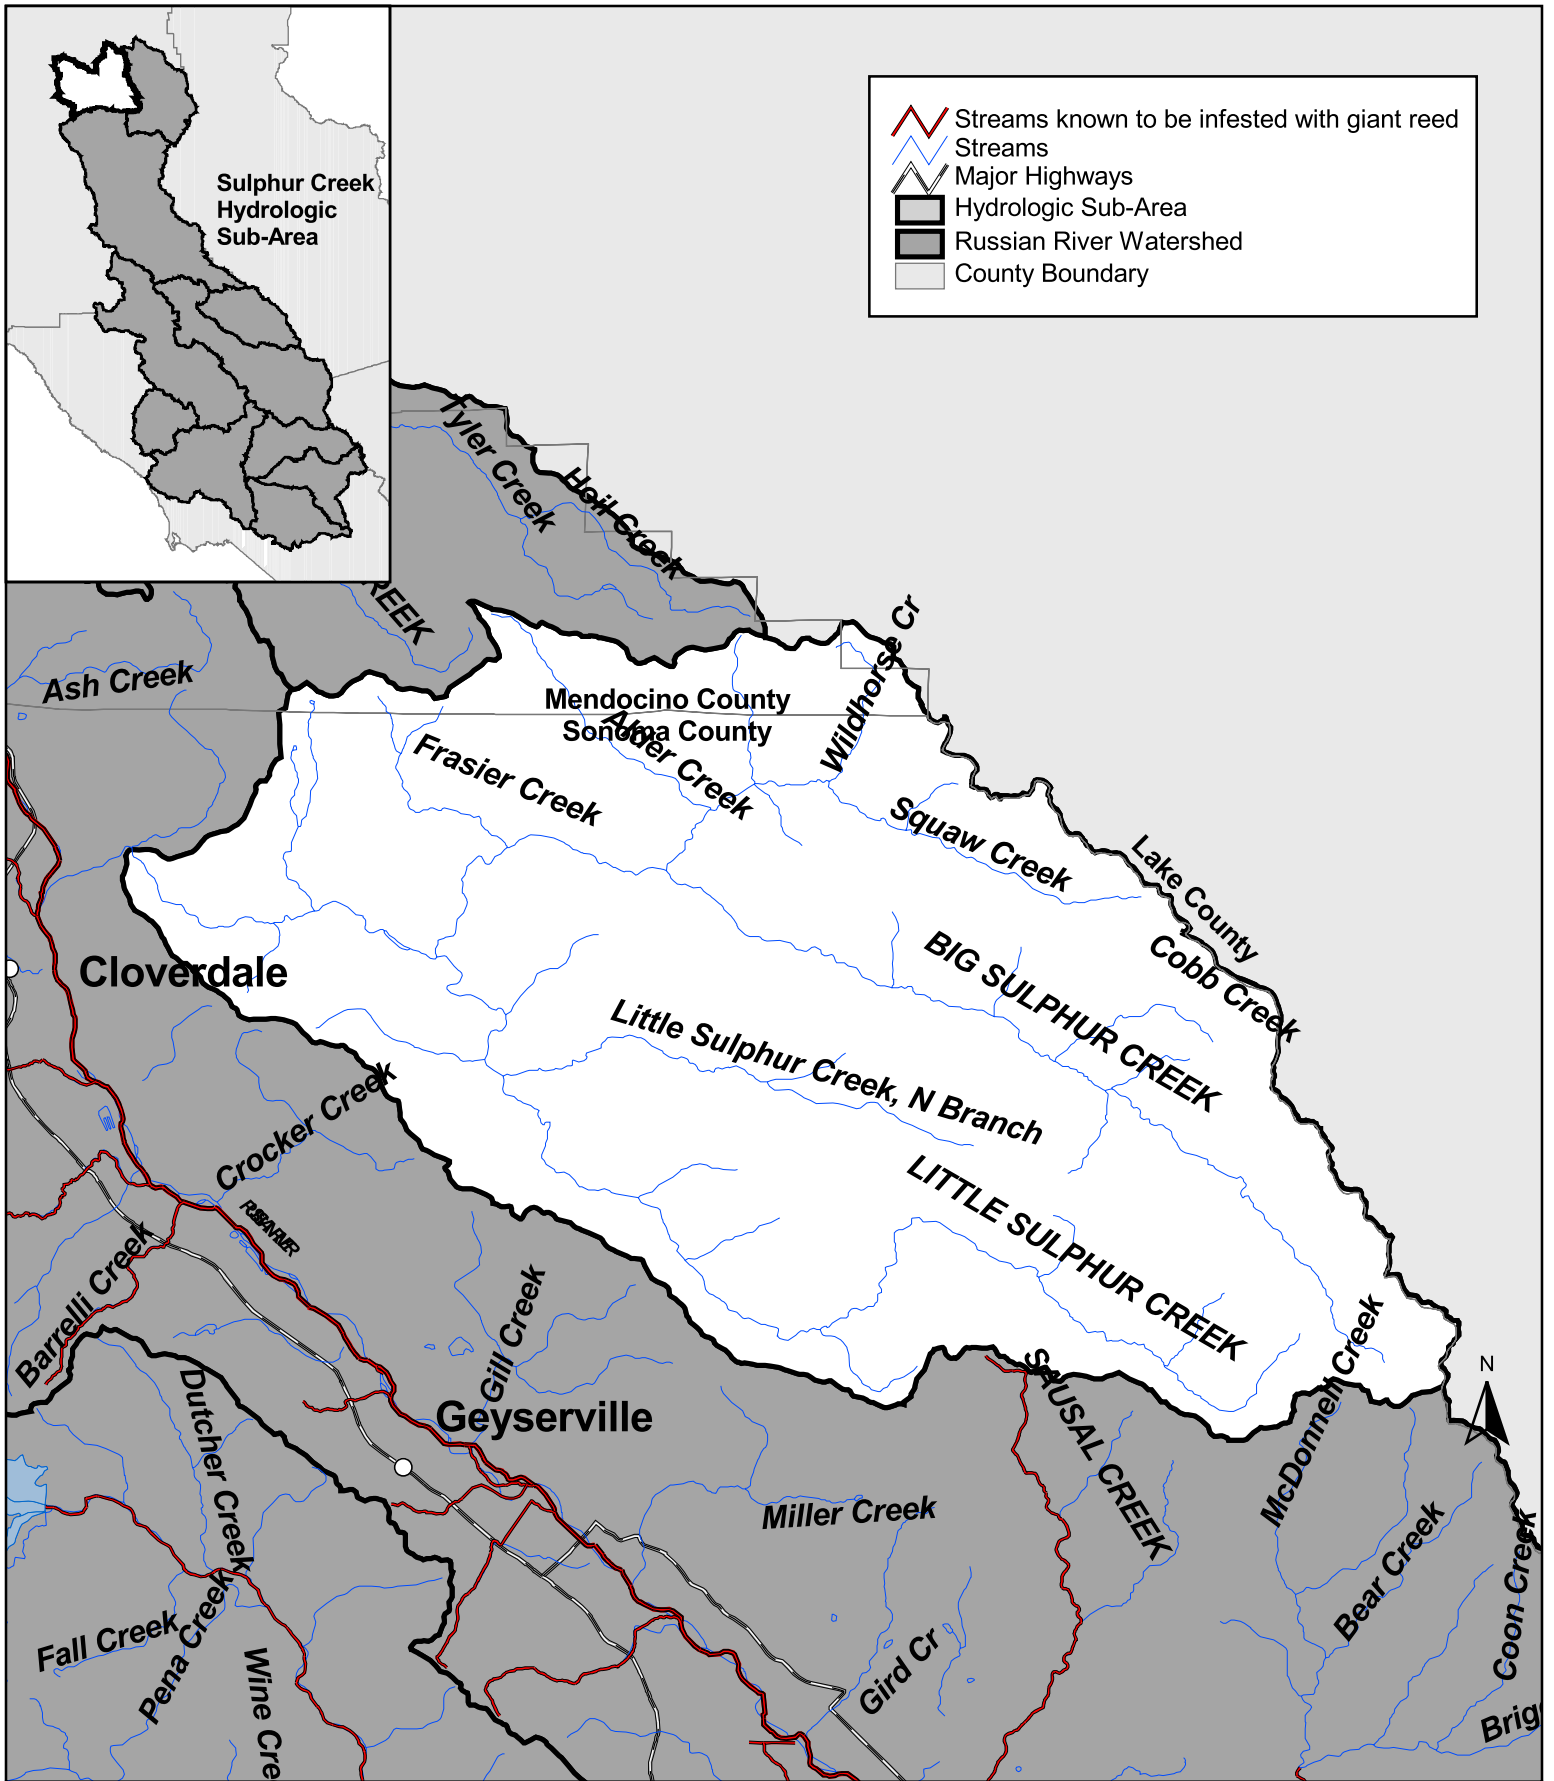 Sulphur Creek
Hydrologic
Sub-Area
Streams known to be infested with giant reed
Streams
Major Highways
Hydrologic Sub-Area
Russian River Watershed
County Boundary
Tyler Creek
Hoil Creek
REEK
Wildhorse Cr
Ash Creek
Mendocino County
Sonoma County
Alder Creek
Frasier Creek
Squaw Creek
Lake County
Cobb Creek
Cloverdale
BIG SULPHUR CREEK
Little Sulphur Creek, N Branch
Crocker Creek
LITTLE SULPHUR CREEK
Barrelli Creek
Gill Creek
McDonnell Creek
SAUSAL CREEK
N
Dutcher Creek
Geyserville
Miller Creek
Bear Creek
Coon Creek
Fall Creek
Pena Creek
Wine Cre
Gird Cr
Brig